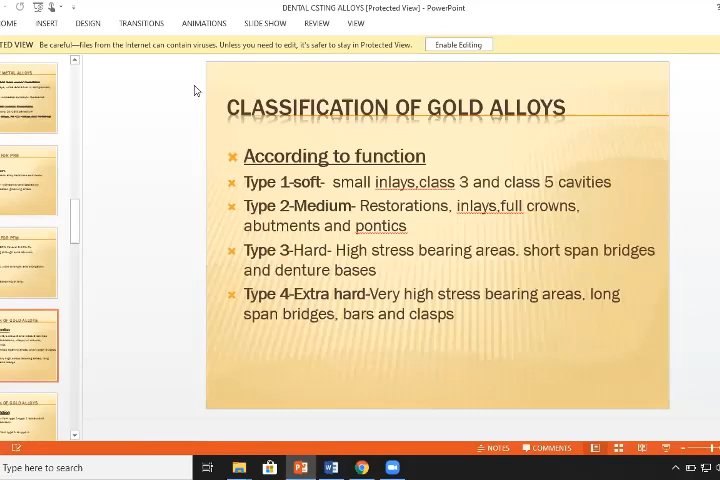 DENTAL CSTING ALLOYS [Protected View] - PowerPoint
OME INSERT DESIGN TRANSITIONS ANIMATIONS SLIDE SHOW REVIEW VIEW
TED VIEW Be careful—files from the Internet can contain viruses. Unless you need to edit, it's safer to stay in Protected View. Enable Editing
CLASSIFICATION OF GOLD ALLOYS
According to function
Type 1-soft- small inlays,class 3 and class 5 cavities
Type 2-Medium- Restorations, inlays,full crowns,
abutments and pontics
Type 3-Hard- High stress bearing areas. short span bridges
and denture bases
Type 4-Extra hard-Very high stress bearing areas, long
span bridges, bars and clasps
NOTES COMMENTS
Type here to search